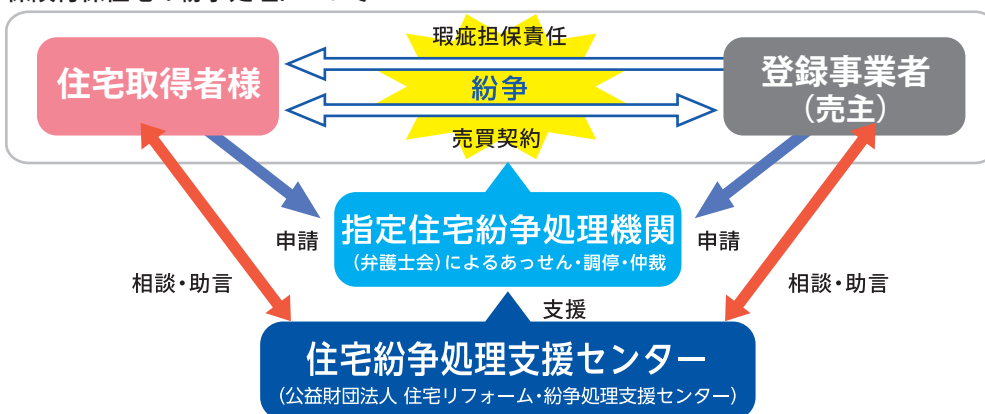 瑕疵担保責任
住宅取得者様
紛争
登録事業者
（売主）
売買契約
指定住宅紛争処理機関
（弁護士会）によるあっせん・調停・仲裁
申請
申請
相談・助言
相談・助言
支援
住宅紛争処理支援センター
（公益財団法人 住宅リフォーム・紛争処理支援センター）